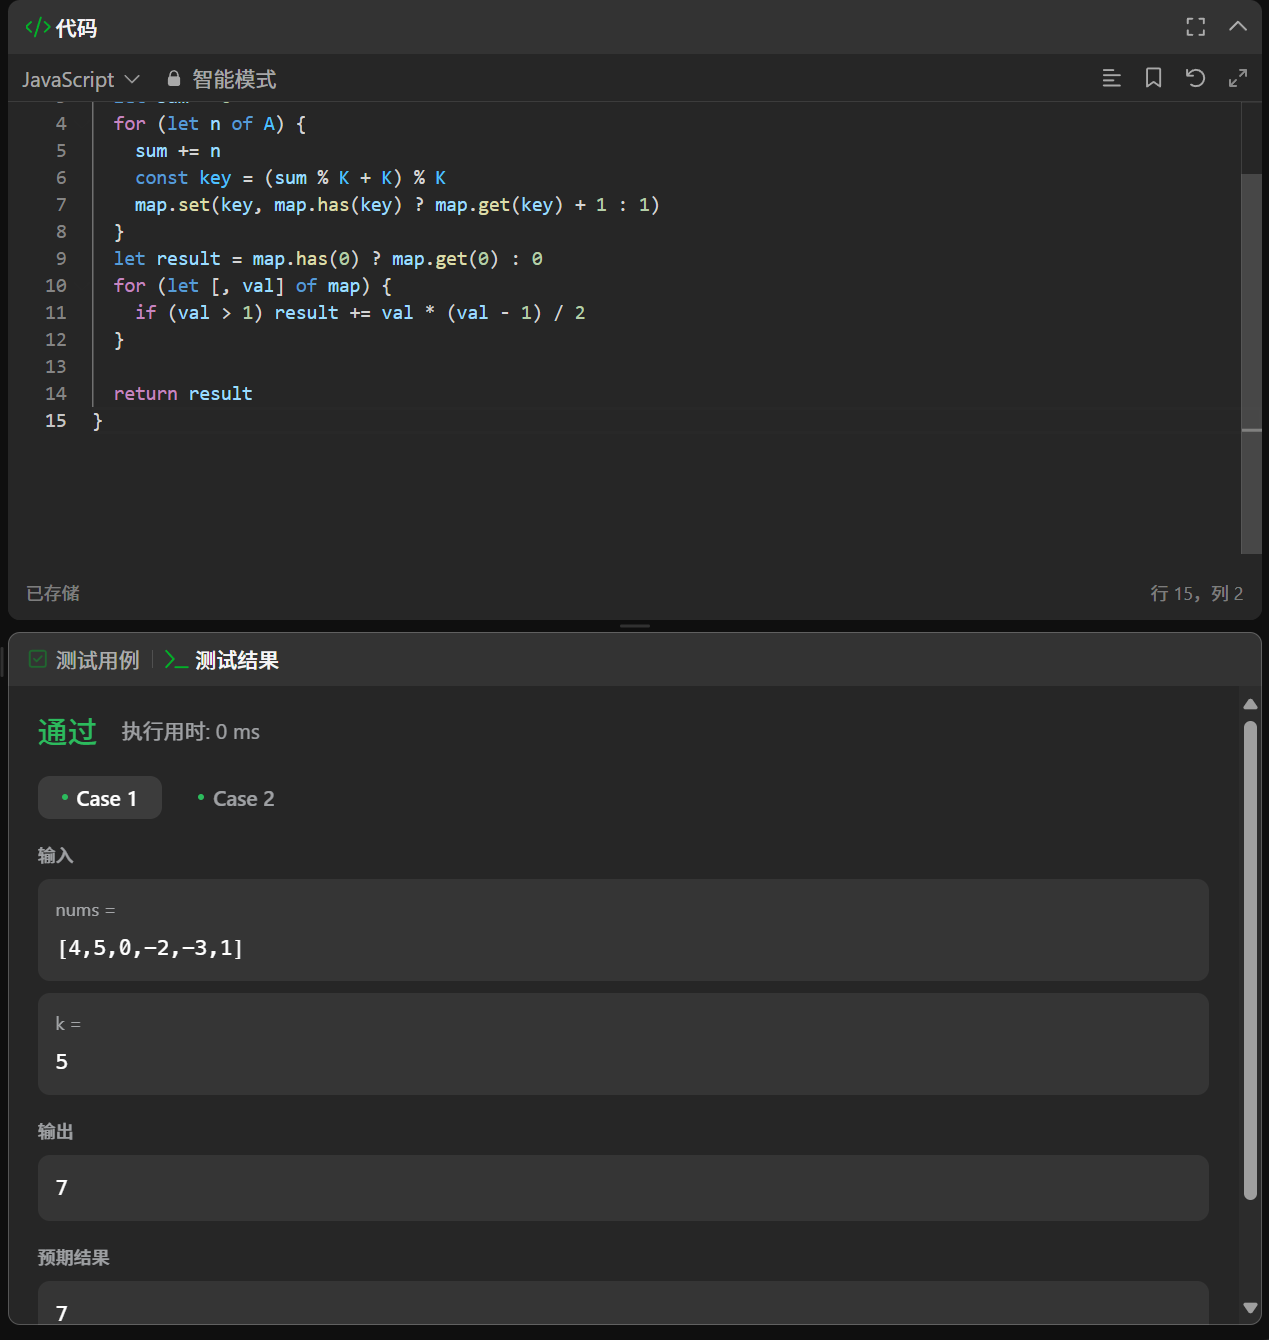 </> 代码
JavaScript 智能模式
4 for (let n of A) {
5 sum += n
6 const key = (sum % K + K) % K
7 map.set(key, map.has(key) ? map.get(key) + 1 : 1)
8 }
9 let result = map.has(0) ? map.get(0) : 0
10 for (let [, val] of map) {
11 if (val > 1) result += val * (val - 1) / 2
12 }
13
14 return result
15 }
已存储 行 15，列 2
测试用例 | >_ 测试结果
通过 执行用时: 0 ms
• Case 1 • Case 2
输入
nums =
[4,5,0,-2,-3,1]
k =
5
输出
7
预期结果
7